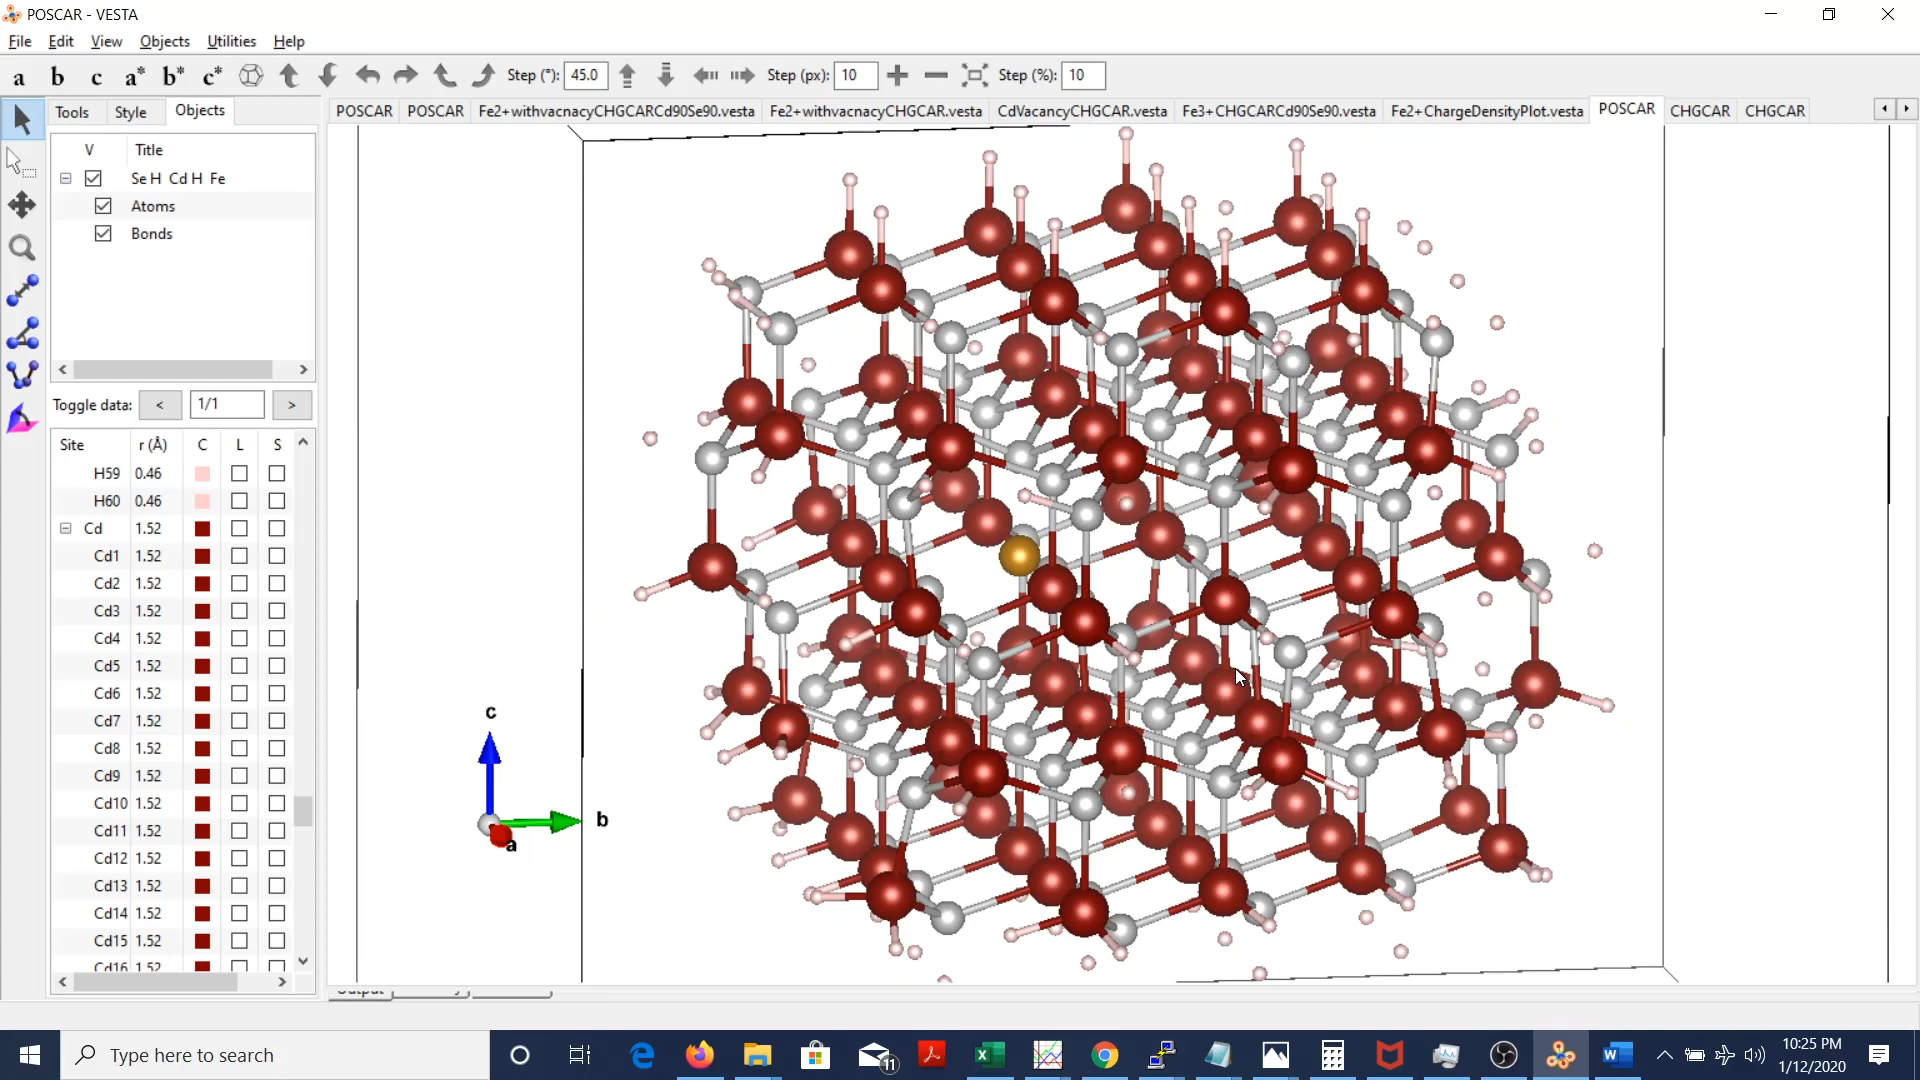 POSCAR - VESTA
File Edit View Objects Utilities Help
a b c a* b* c* Step (°): 45.0 Step (px): 10 Step (%): 10
Tools Style Objects
POSCAR POSCAR Fe2+withvacnacyCHGCARCd90Se90.vesta Fe2+withvacnacyCHGCAR.vesta CdVacancyCHGCAR.vesta Fe3+CHGCARCd90Se90.vesta Fe2+ChargeDensityPlot.vesta POSCAR CHGCAR CHGCAR
V Title
Se H Cd H Fe
Atoms
Bonds
Toggle data: < 1/1 >
Site r (Å) C L S
H59 0.46
H60 0.46
Cd 1.52
Cd1 1.52
Cd2 1.52
Cd3 1.52
Cd4 1.52
Cd5 1.52
Cd6 1.52
Cd7 1.52
Cd8 1.52
Cd9 1.52
Cd10 1.52
Cd11 1.52
Cd12 1.52
Cd13 1.52
Cd14 1.52
Cd15 1.52
Cd16 1.52
c
b
a
Output
Type here to search
11
W
10:25 PM
1/12/2020